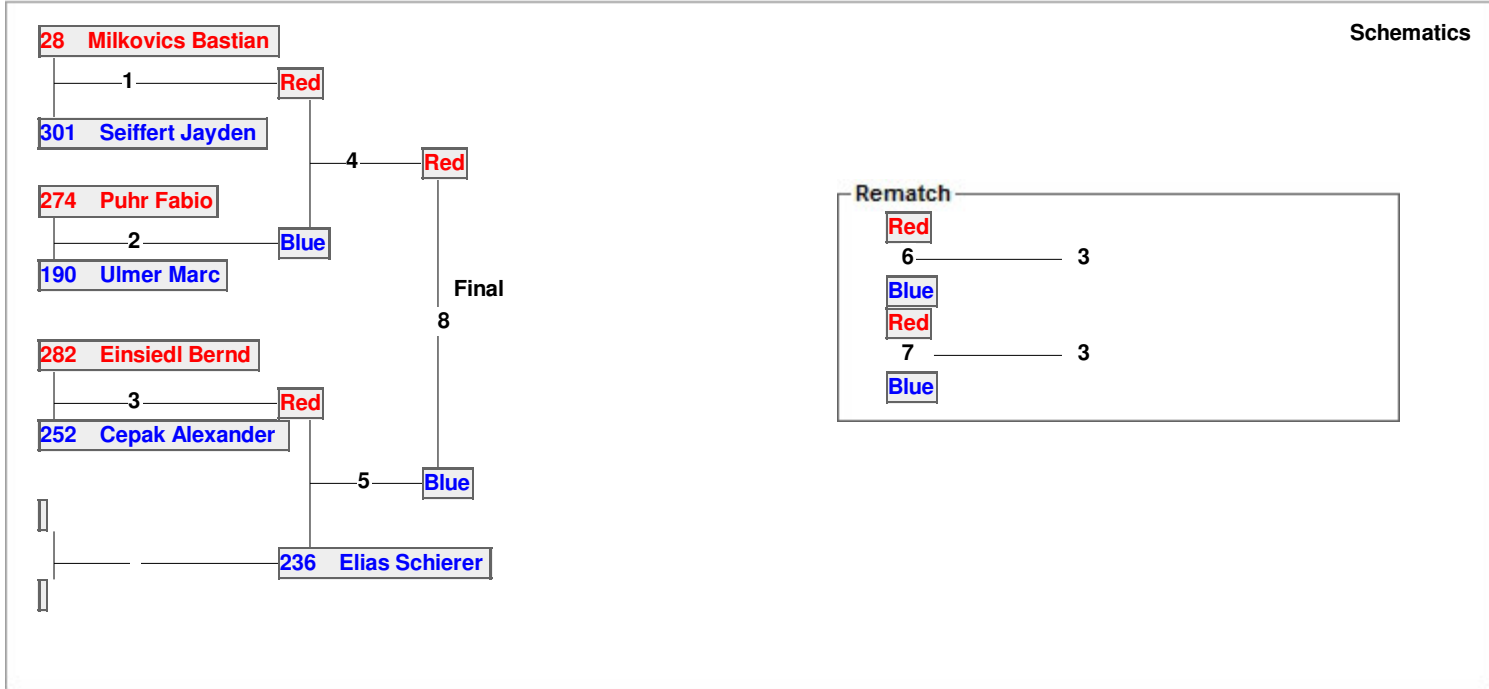 Schematics
28 Milkovics Bastian
1 Red
301 Seiffert Jayden
4 Red
274 Puhr Fabio
2 Blue
190 Ulmer Marc
Final
8
282 Einsiedl Bernd
3 Red
252 Cepak Alexander
5 Blue
236 Elias Schierer
Rematch
Red
6 3
Blue
Red
7 3
Blue